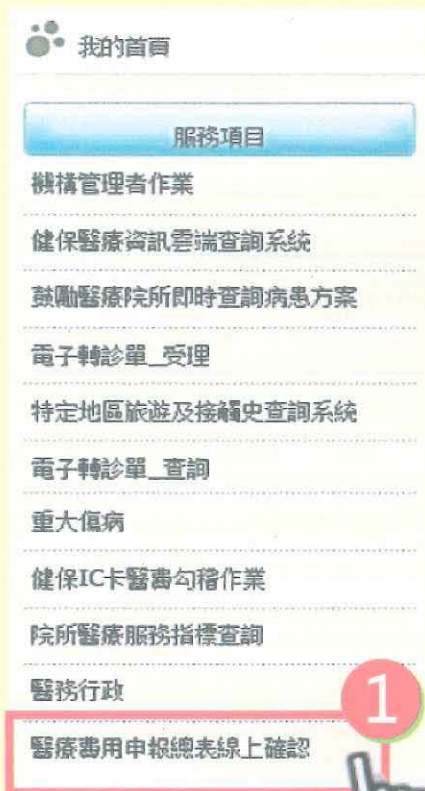 我的首頁
服務項目
機構管理者作業
健保醫療資訊雲端查詢系統
鼓勵醫療院所即時查詢病患方案
電子轉診單_受理
特定地區旅遊及接觸史查詢系統
電子轉診單_查詢
重大傷病
健保IC卡醫費勾稽作業
院所醫療服務指標查詢
醫務行政
1
醫療費用申報總表線上確認